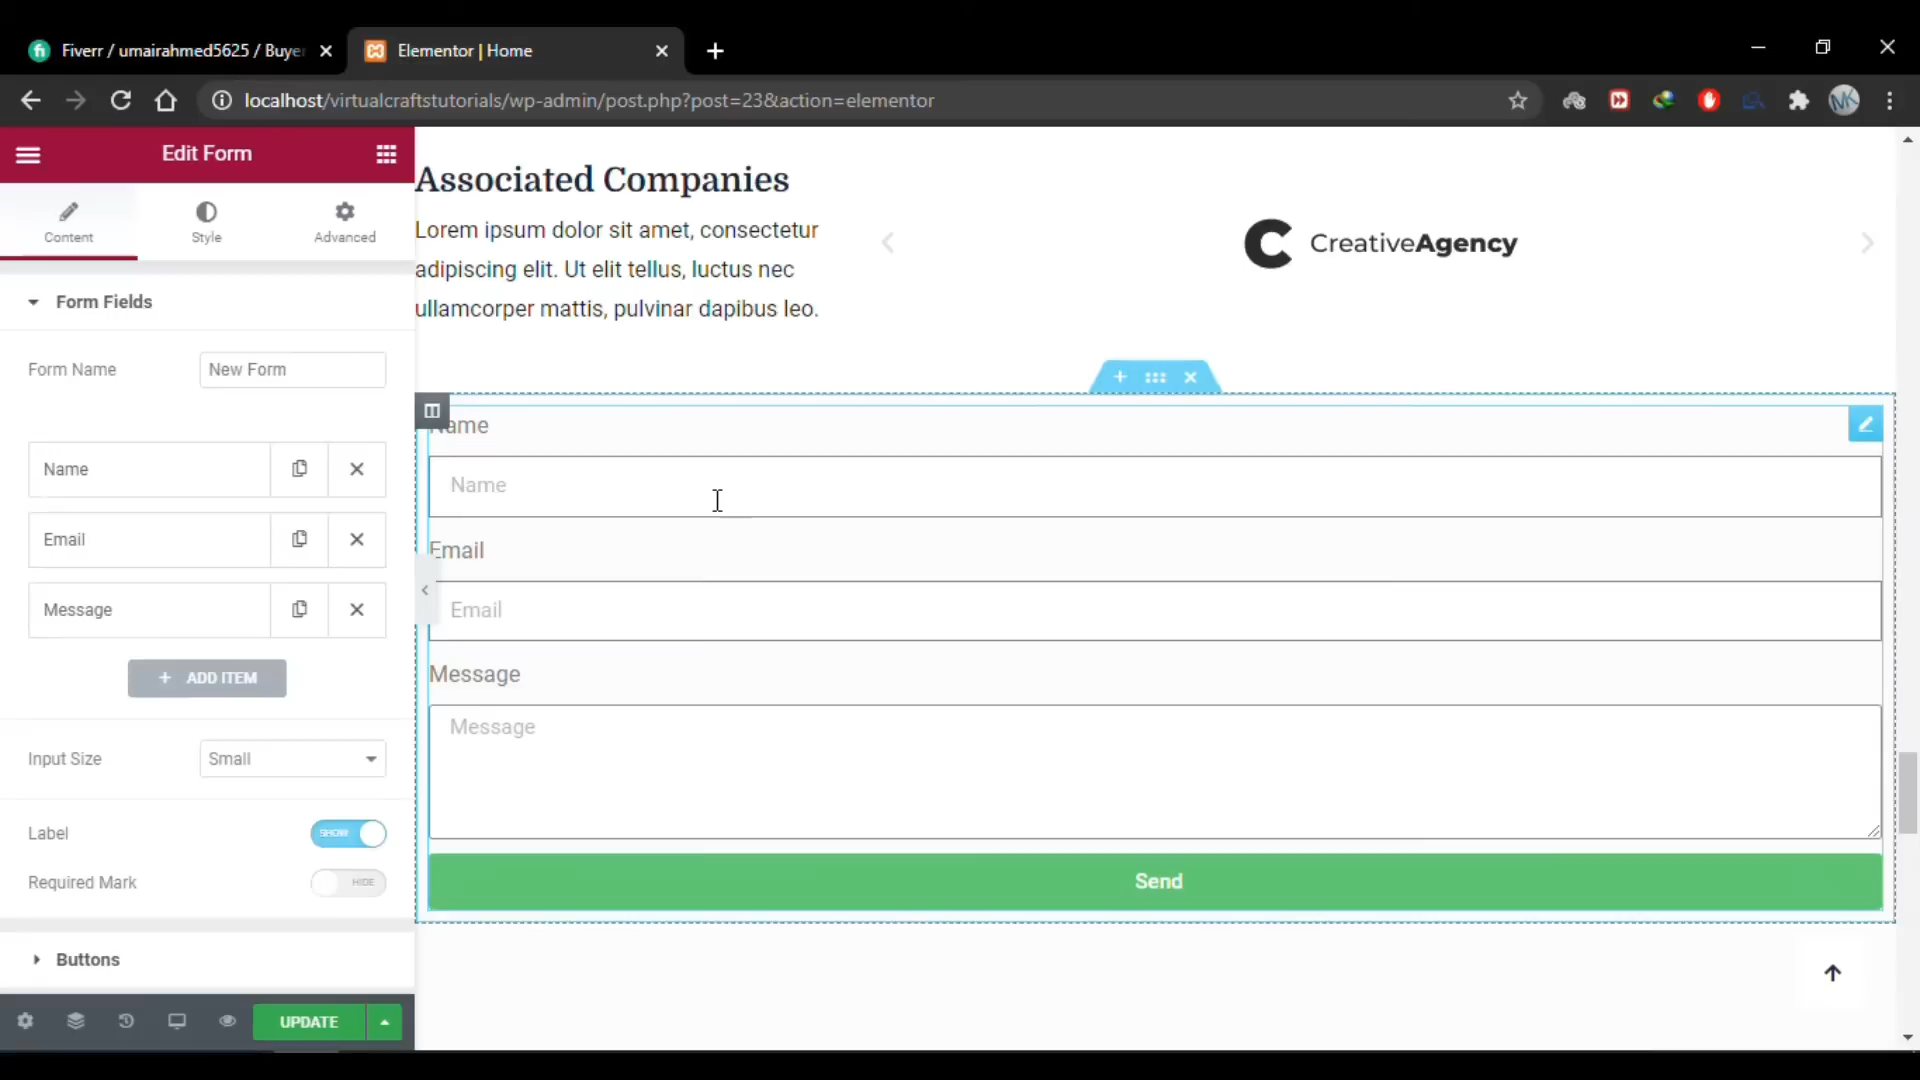 Fiverr / umairahmed5625 / Buye
Elementor | Home
localhost/virtualcraftstutorials/wp-admin/post.php?post=23&action=elementor
MK
Edit Form
Content
Style
Advanced
Form Fields
Form Name
New Form
Name
Email
Message
+ ADD ITEM
Input Size
Small
Label
SHOW
Required Mark
HIDE
Buttons
UPDATE
Associated Companies
Lorem ipsum dolor sit amet, consectetur
adipiscing elit. Ut elit tellus, luctus nec
ullamcorper mattis, pulvinar dapibus leo.
C CreativeAgency
Name
Name
Email
Email
Message
Message
Send